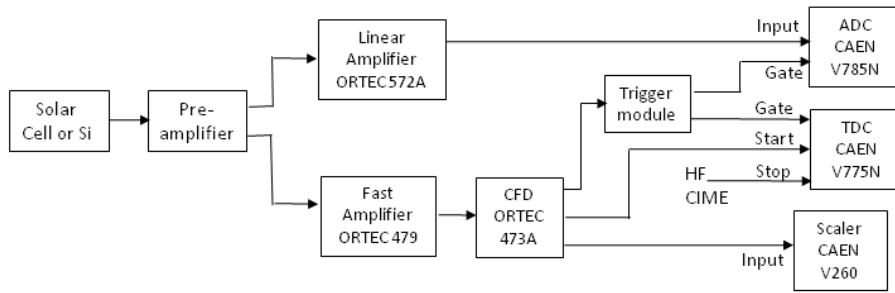 Solar
Cell or Si
Pre-
amplifier
Linear
Amplifier
ORTEC 572A
Fast
Amplifier
ORTEC 479
CFD
ORTEC
473A
Trigger
module
Input
Gate
ADC
CAEN
V785N
Gate
Start
HF
CIME
Stop
TDC
CAEN
V775N
Input
Scaler
CAEN
V260